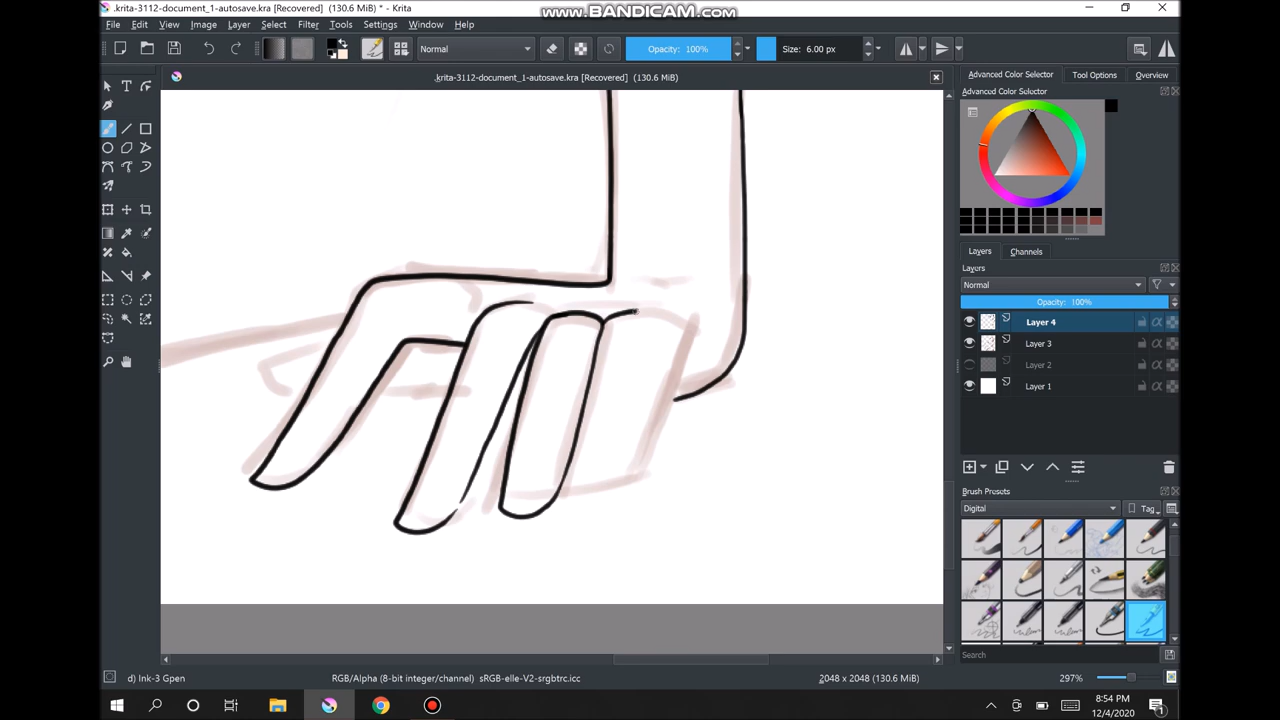 www.BANDICAM.com
.krita-3112-document_1-autosave.kra [Recovered] (130.6 MiB) * - Krita
File Edit View Image Layer Select Filter Tools Settings Window Help
Normal Opacity: 100% Size: 6.00 px
.krita-3112-document_1-autosave.kra [Recovered] (130.6 MiB)
Advanced Color Selector Tool Options Overview
Advanced Color Selector
Layers Channels
Layers
Normal
Opacity: 100%
Layer 4
Layer 3
Layer 2
Layer 1
Brush Presets
Digital Tag
Search
d) Ink-3 Gpen RGB/Alpha (8-bit integer/channel) sRGB-elle-V2-srgbtrc.icc 2048 x 2048 (130.6 MiB) 297%
8:54 PM
12/4/2020
1